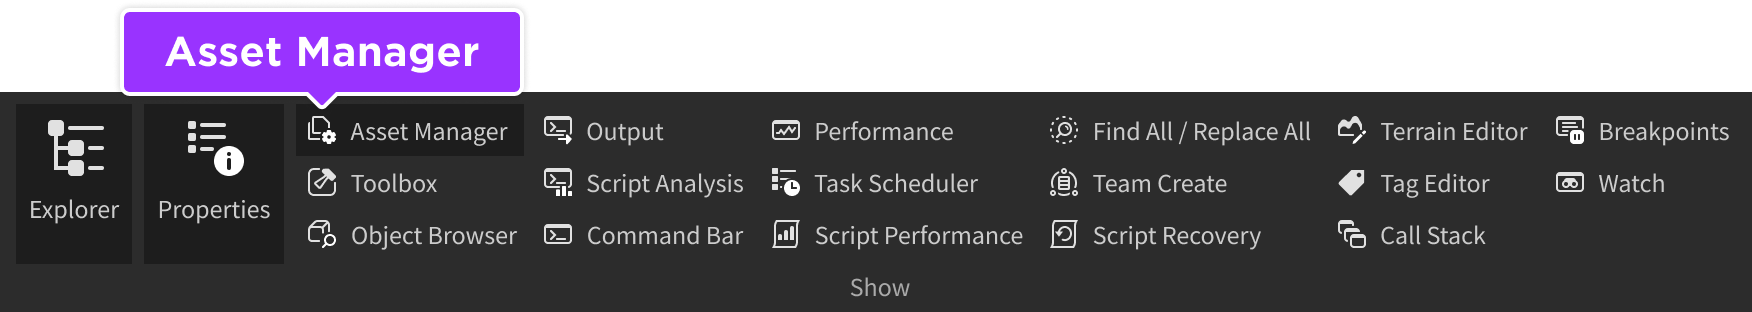 Asset Manager
Explorer
Properties
Asset Manager
Toolbox
Object Browser
Output
Script Analysis
Command Bar
Performance
Task Scheduler
Script Performance
Find All / Replace All
Team Create
Script Recovery
Terrain Editor
Tag Editor
Call Stack
Breakpoints
Watch
Show